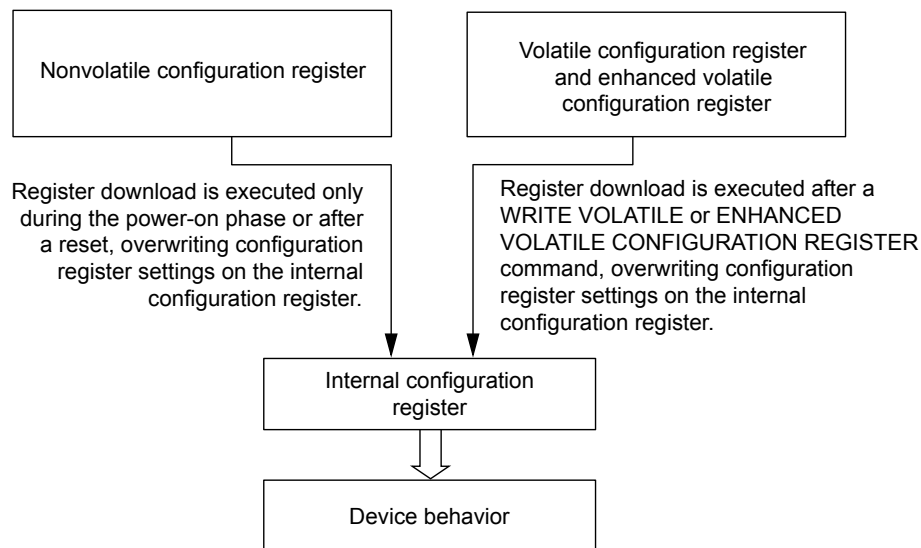 Nonvolatile configuration register
Volatile configuration register
and enhanced volatile
configuration register
Register download is executed only
during the power-on phase or after
a reset, overwriting configuration
register settings on the internal
configuration register.
Register download is executed after a
WRITE VOLATILE or ENHANCED
VOLATILE CONFIGURATION REGISTER
command, overwriting configuration
register settings on the internal
configuration register.
Internal configuration
register
Device behavior